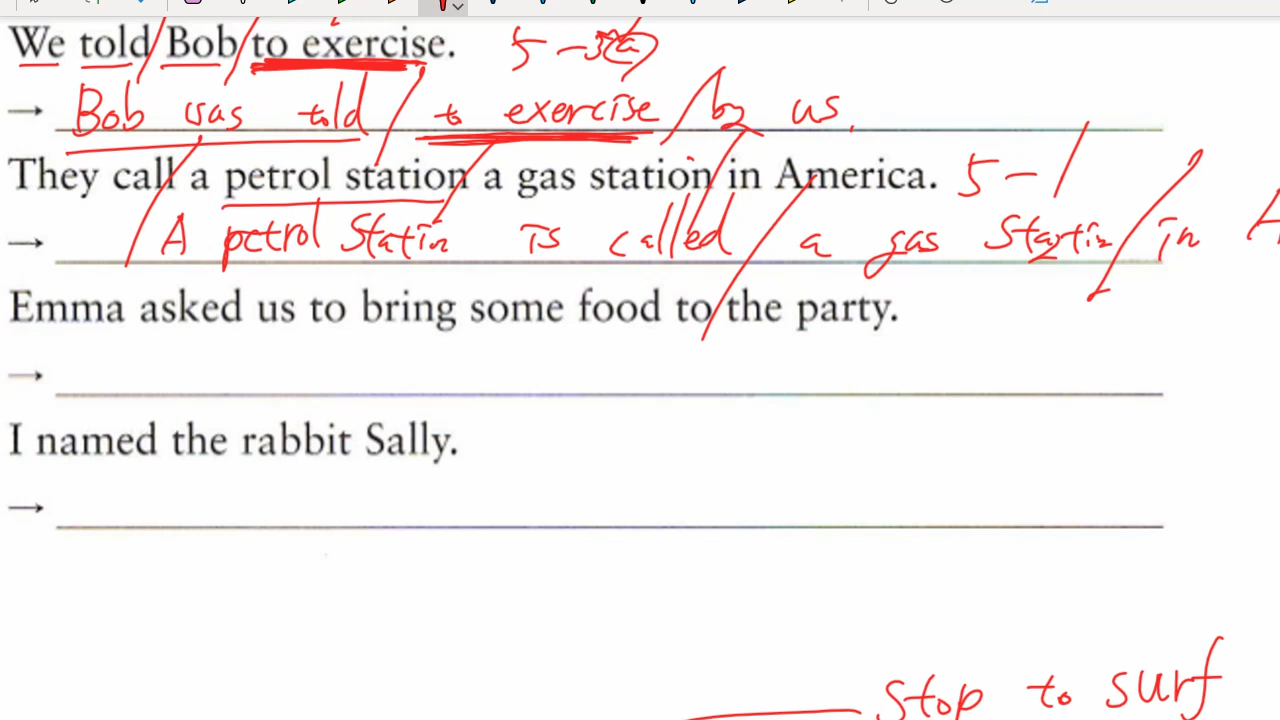 We told Bob to exercise. 5-3(a)
→ Bob was told to exercise by us.
They call a petrol station a gas station in America. 5-1
→ A petrol statin is called a gas startin in A
Emma asked us to bring some food to the party.
→
I named the rabbit Sally.
→
stop to surf